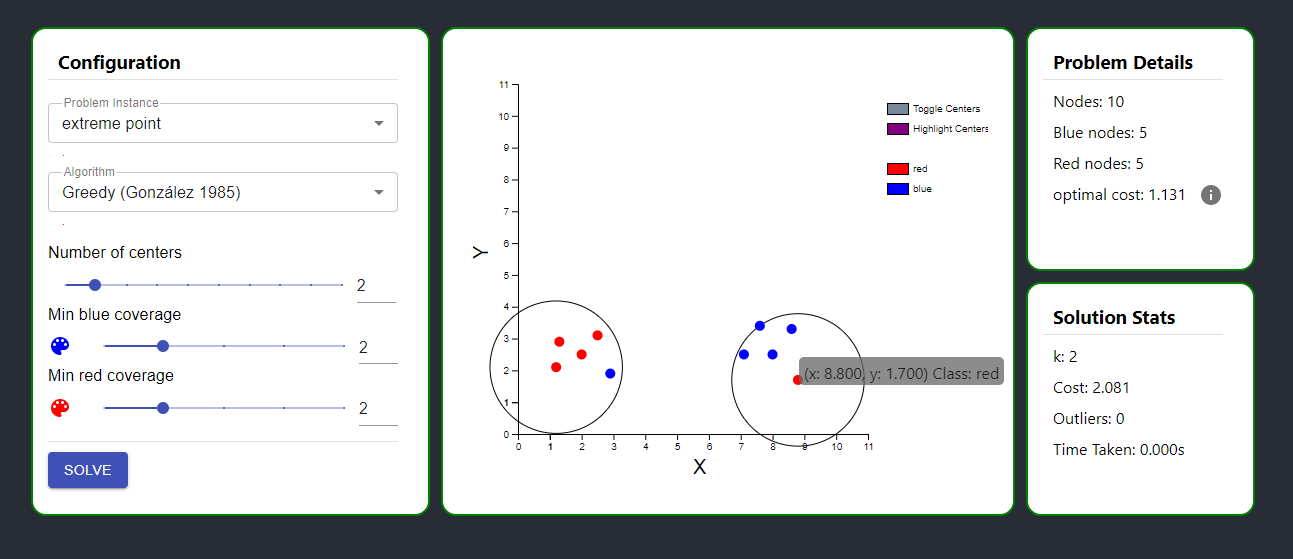 Configuration
Problem Instance
extreme point
.
Algorithm
Greedy (González 1985)
.
Number of centers
2
Min blue coverage
2
Min red coverage
2
SOLVE
11
10
9
8
7
6
5
4
3
2
1
0
Y
0 1 2 3 4 5 6 7 8 9 10 11
X
Toggle Centers
Highlight Centers
red
blue
(x: 8.800, y: 1.700) Class: red
Problem Details
Nodes: 10
Blue nodes: 5
Red nodes: 5
optimal cost: 1.131 i
Solution Stats
k: 2
Cost: 2.081
Outliers: 0
Time Taken: 0.000s